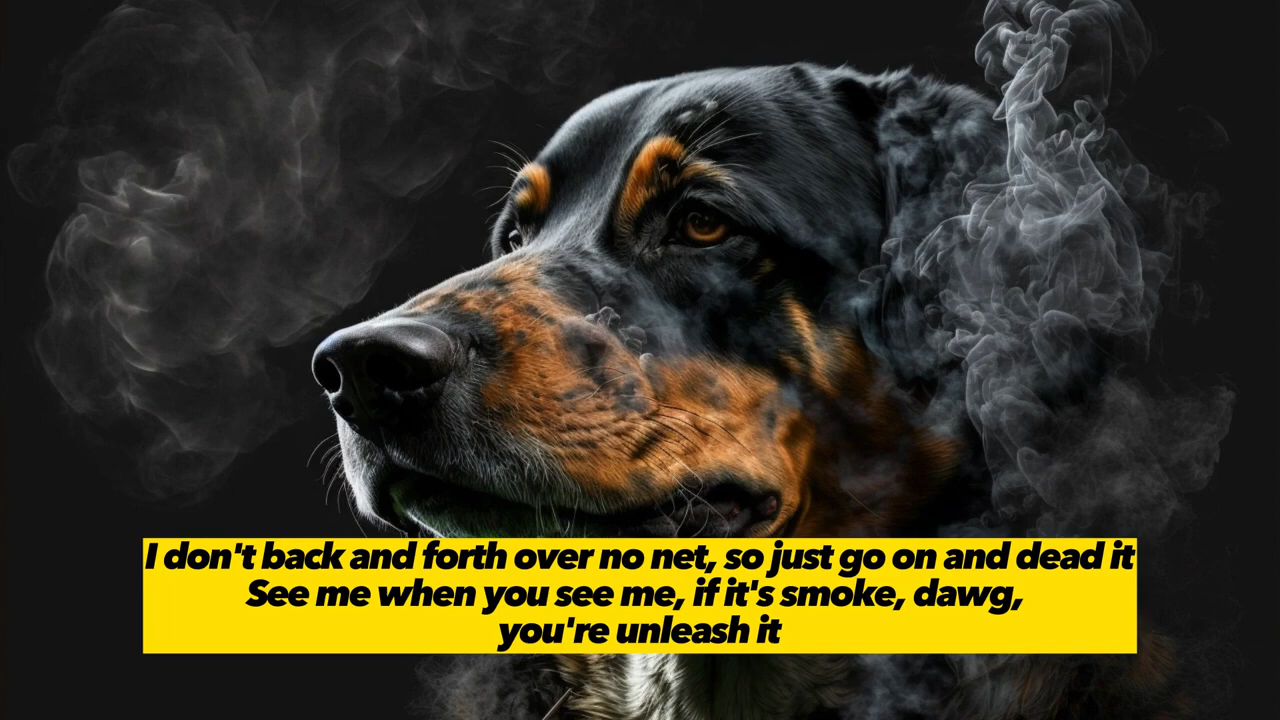 I don't back and forth over no net, so just go on and dead it
See me when you see me, if it's smoke, dawg,
you're unleash it